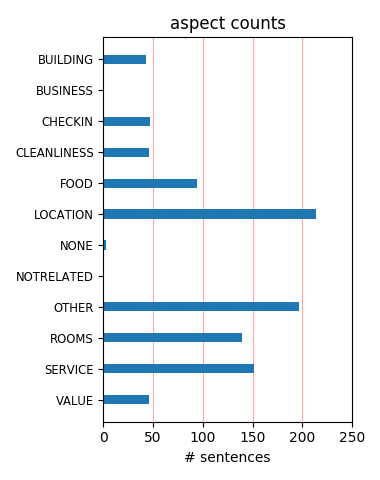 aspect counts
BUILDING
BUSINESS
CHECKIN
CLEANLINESS
FOOD
LOCATION
NONE
NOTRELATED
OTHER
ROOMS
SERVICE
VALUE
0 50 100 150 200 250
# sentences